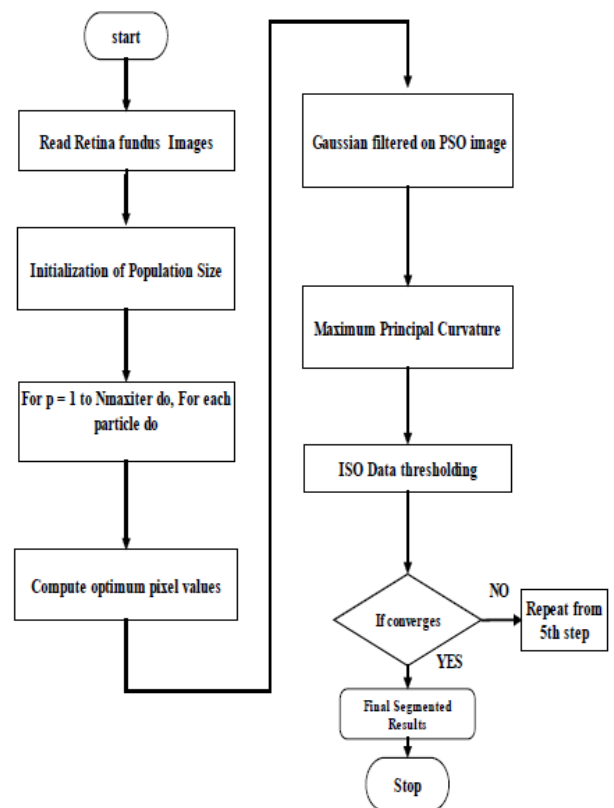 start
Read Retina fundus Images
Initialization of Population Size
For p = 1 to Nmaxiter do, For each
particle do
Compute optimum pixel values
Gaussian filtered on PSO image
Maximum Principal Curvature
ISO Data thresholding
If converges
NO
Repeat from
5th step
YES
Final Segmented
Results
Stop